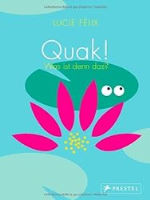 LUCIE FÉLIX
Quak!
Was ist denn das?
PRESTEL